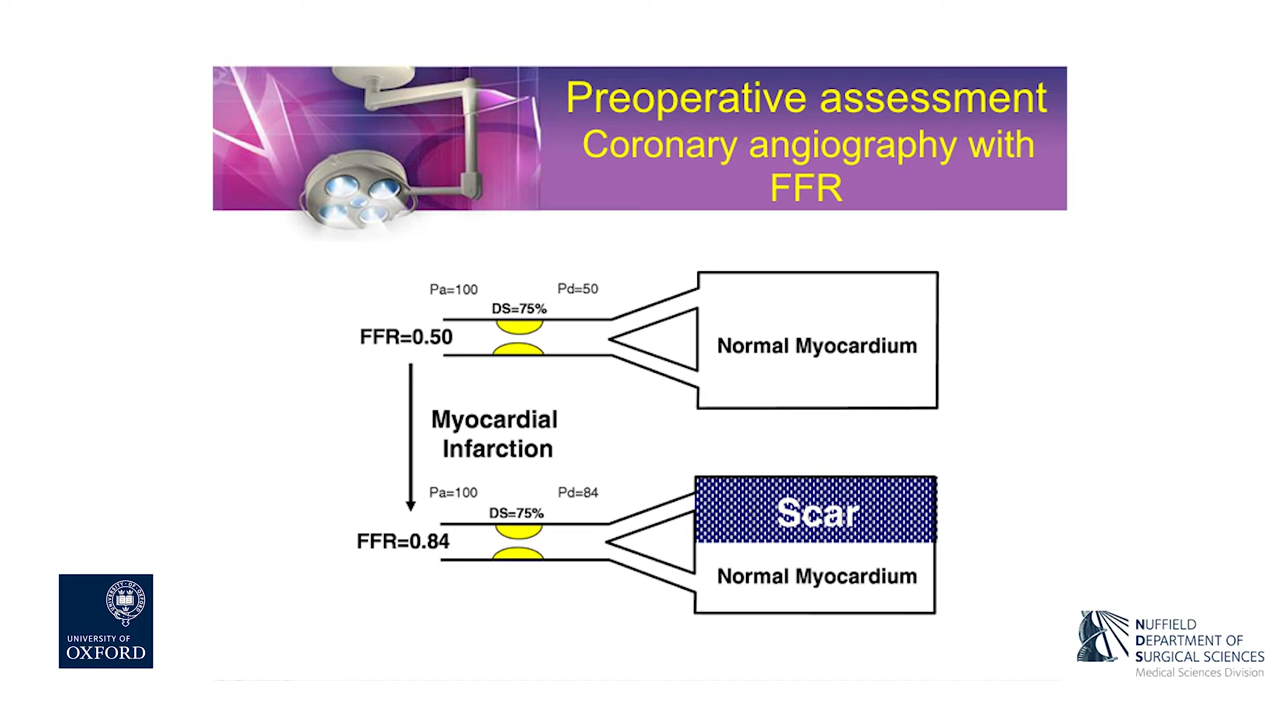 Preoperative assessment
Coronary angiography with
FFR
Pa=100
Pd=50
DS=75%
FFR=0.50
Normal Myocardium
Myocardial
Infarction
Pa=100
Pd=84
DS=75%
FFR=0.84
Scar
Normal Myocardium
UNIVERSITY OF
OXFORD
NUFFIELD
DEPARTMENT OF
SURGICAL SCIENCES
Medical Sciences Division